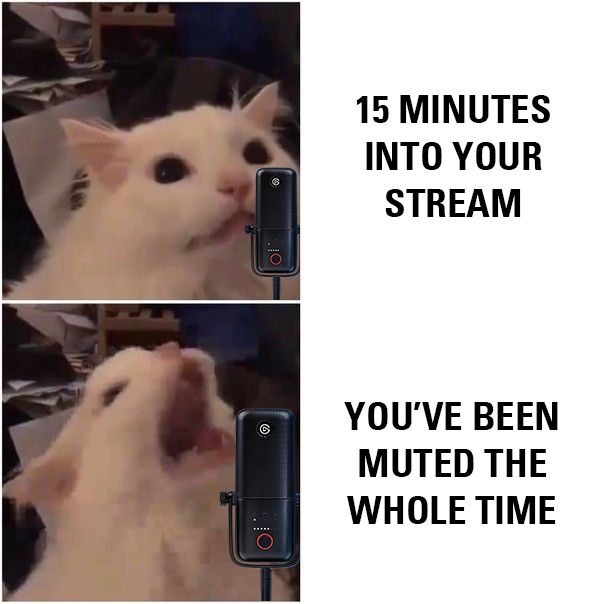 15 MINUTES
INTO YOUR
STREAM
YOU'VE BEEN
MUTED THE
WHOLE TIME